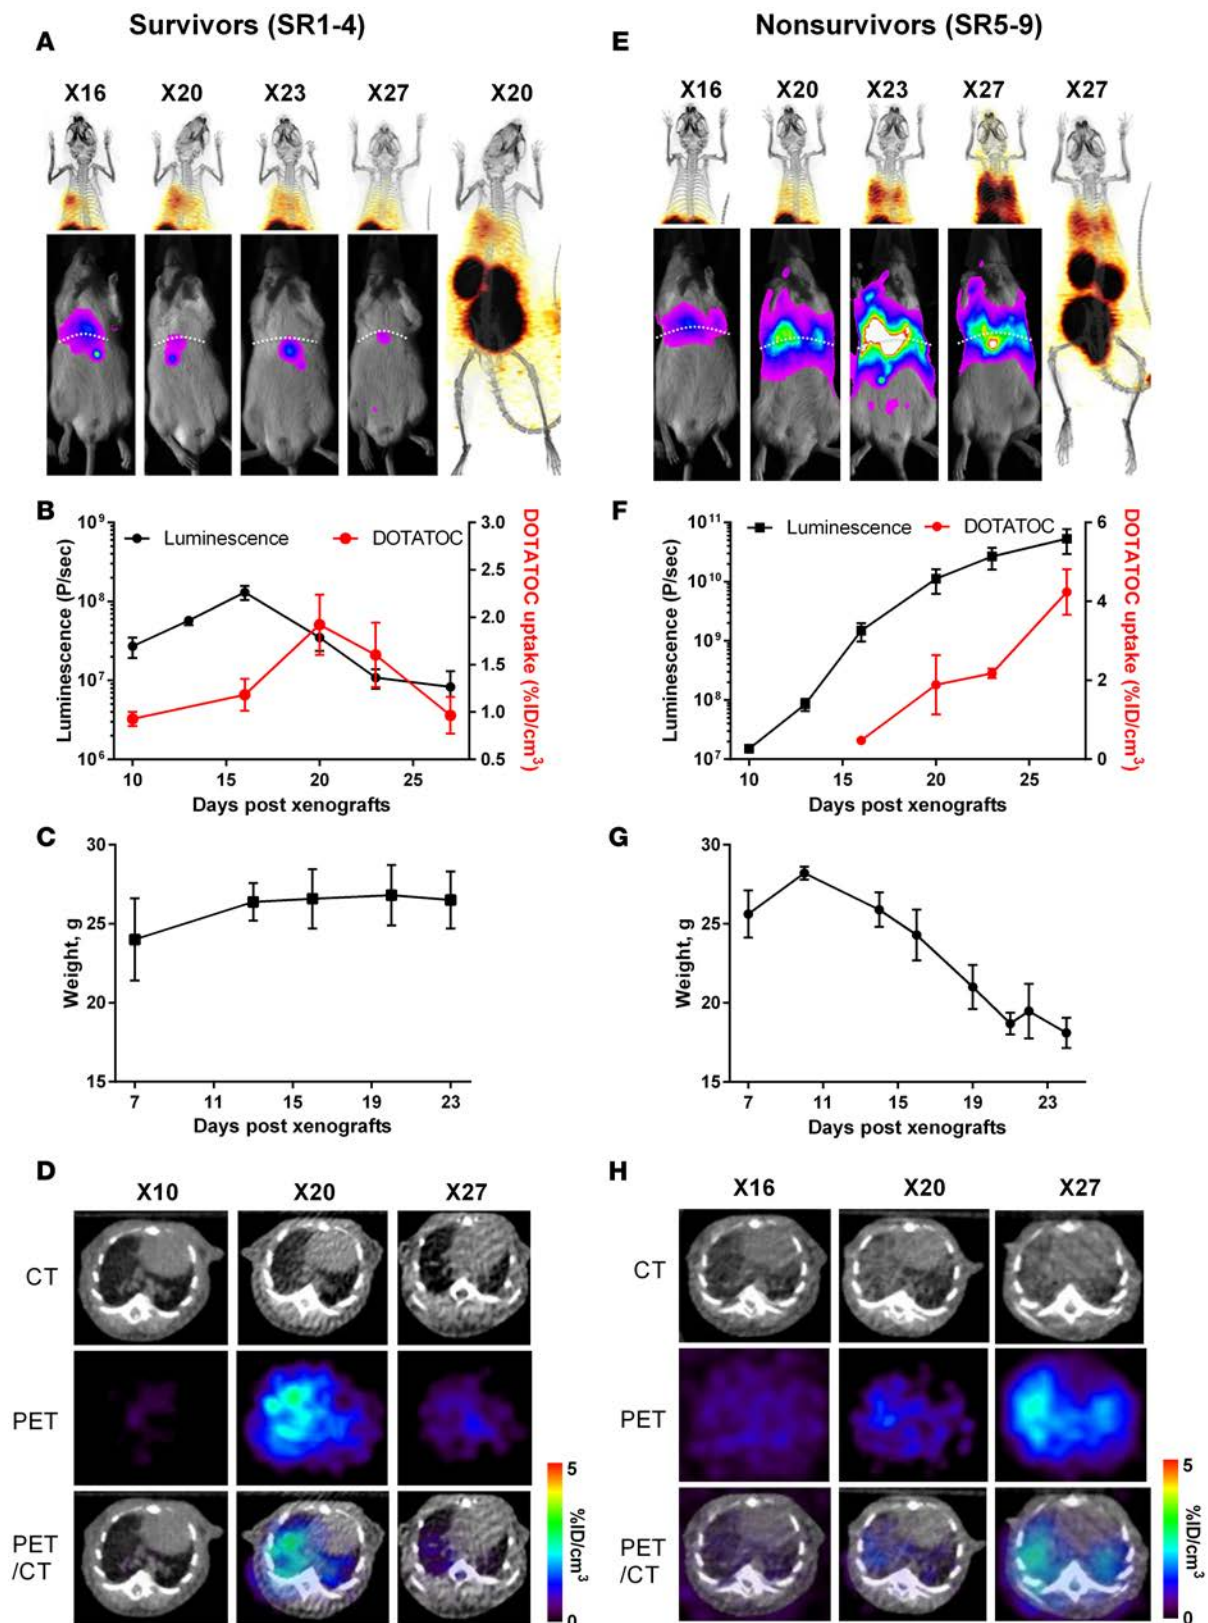 Survivors (SR1-4)
A
X16 X20 X23 X27 X20
B
10⁹
10⁸
10⁷
10⁶
Luminescence (P/sec)
Luminescence DOTATOC
3.0
2.5
2.0
1.5
1.0
0.5
DOTATOC uptake (%ID/cm³)
10 15 20 25
Days post xenografts
C
30
25
20
15
Weight, g
7 11 15 19 23
Days post xenografts
D
X10 X20 X27
CT
PET
PET
/CT
5
%ID/cm³
0
Nonsurvivors (SR5-9)
E
X16 X20 X23 X27 X27
F
10¹¹
10¹⁰
10⁹
10⁸
10⁷
Luminescence (P/sec)
Luminescence DOTATOC
6
4
2
0
DOTATOC uptake (%ID/cm³)
10 15 20 25
Days post xenografts
G
30
25
20
15
Weight, g
7 11 15 19 23
Days post xenografts
H
X16 X20 X27
CT
PET
PET
/CT
5
%ID/cm³
0